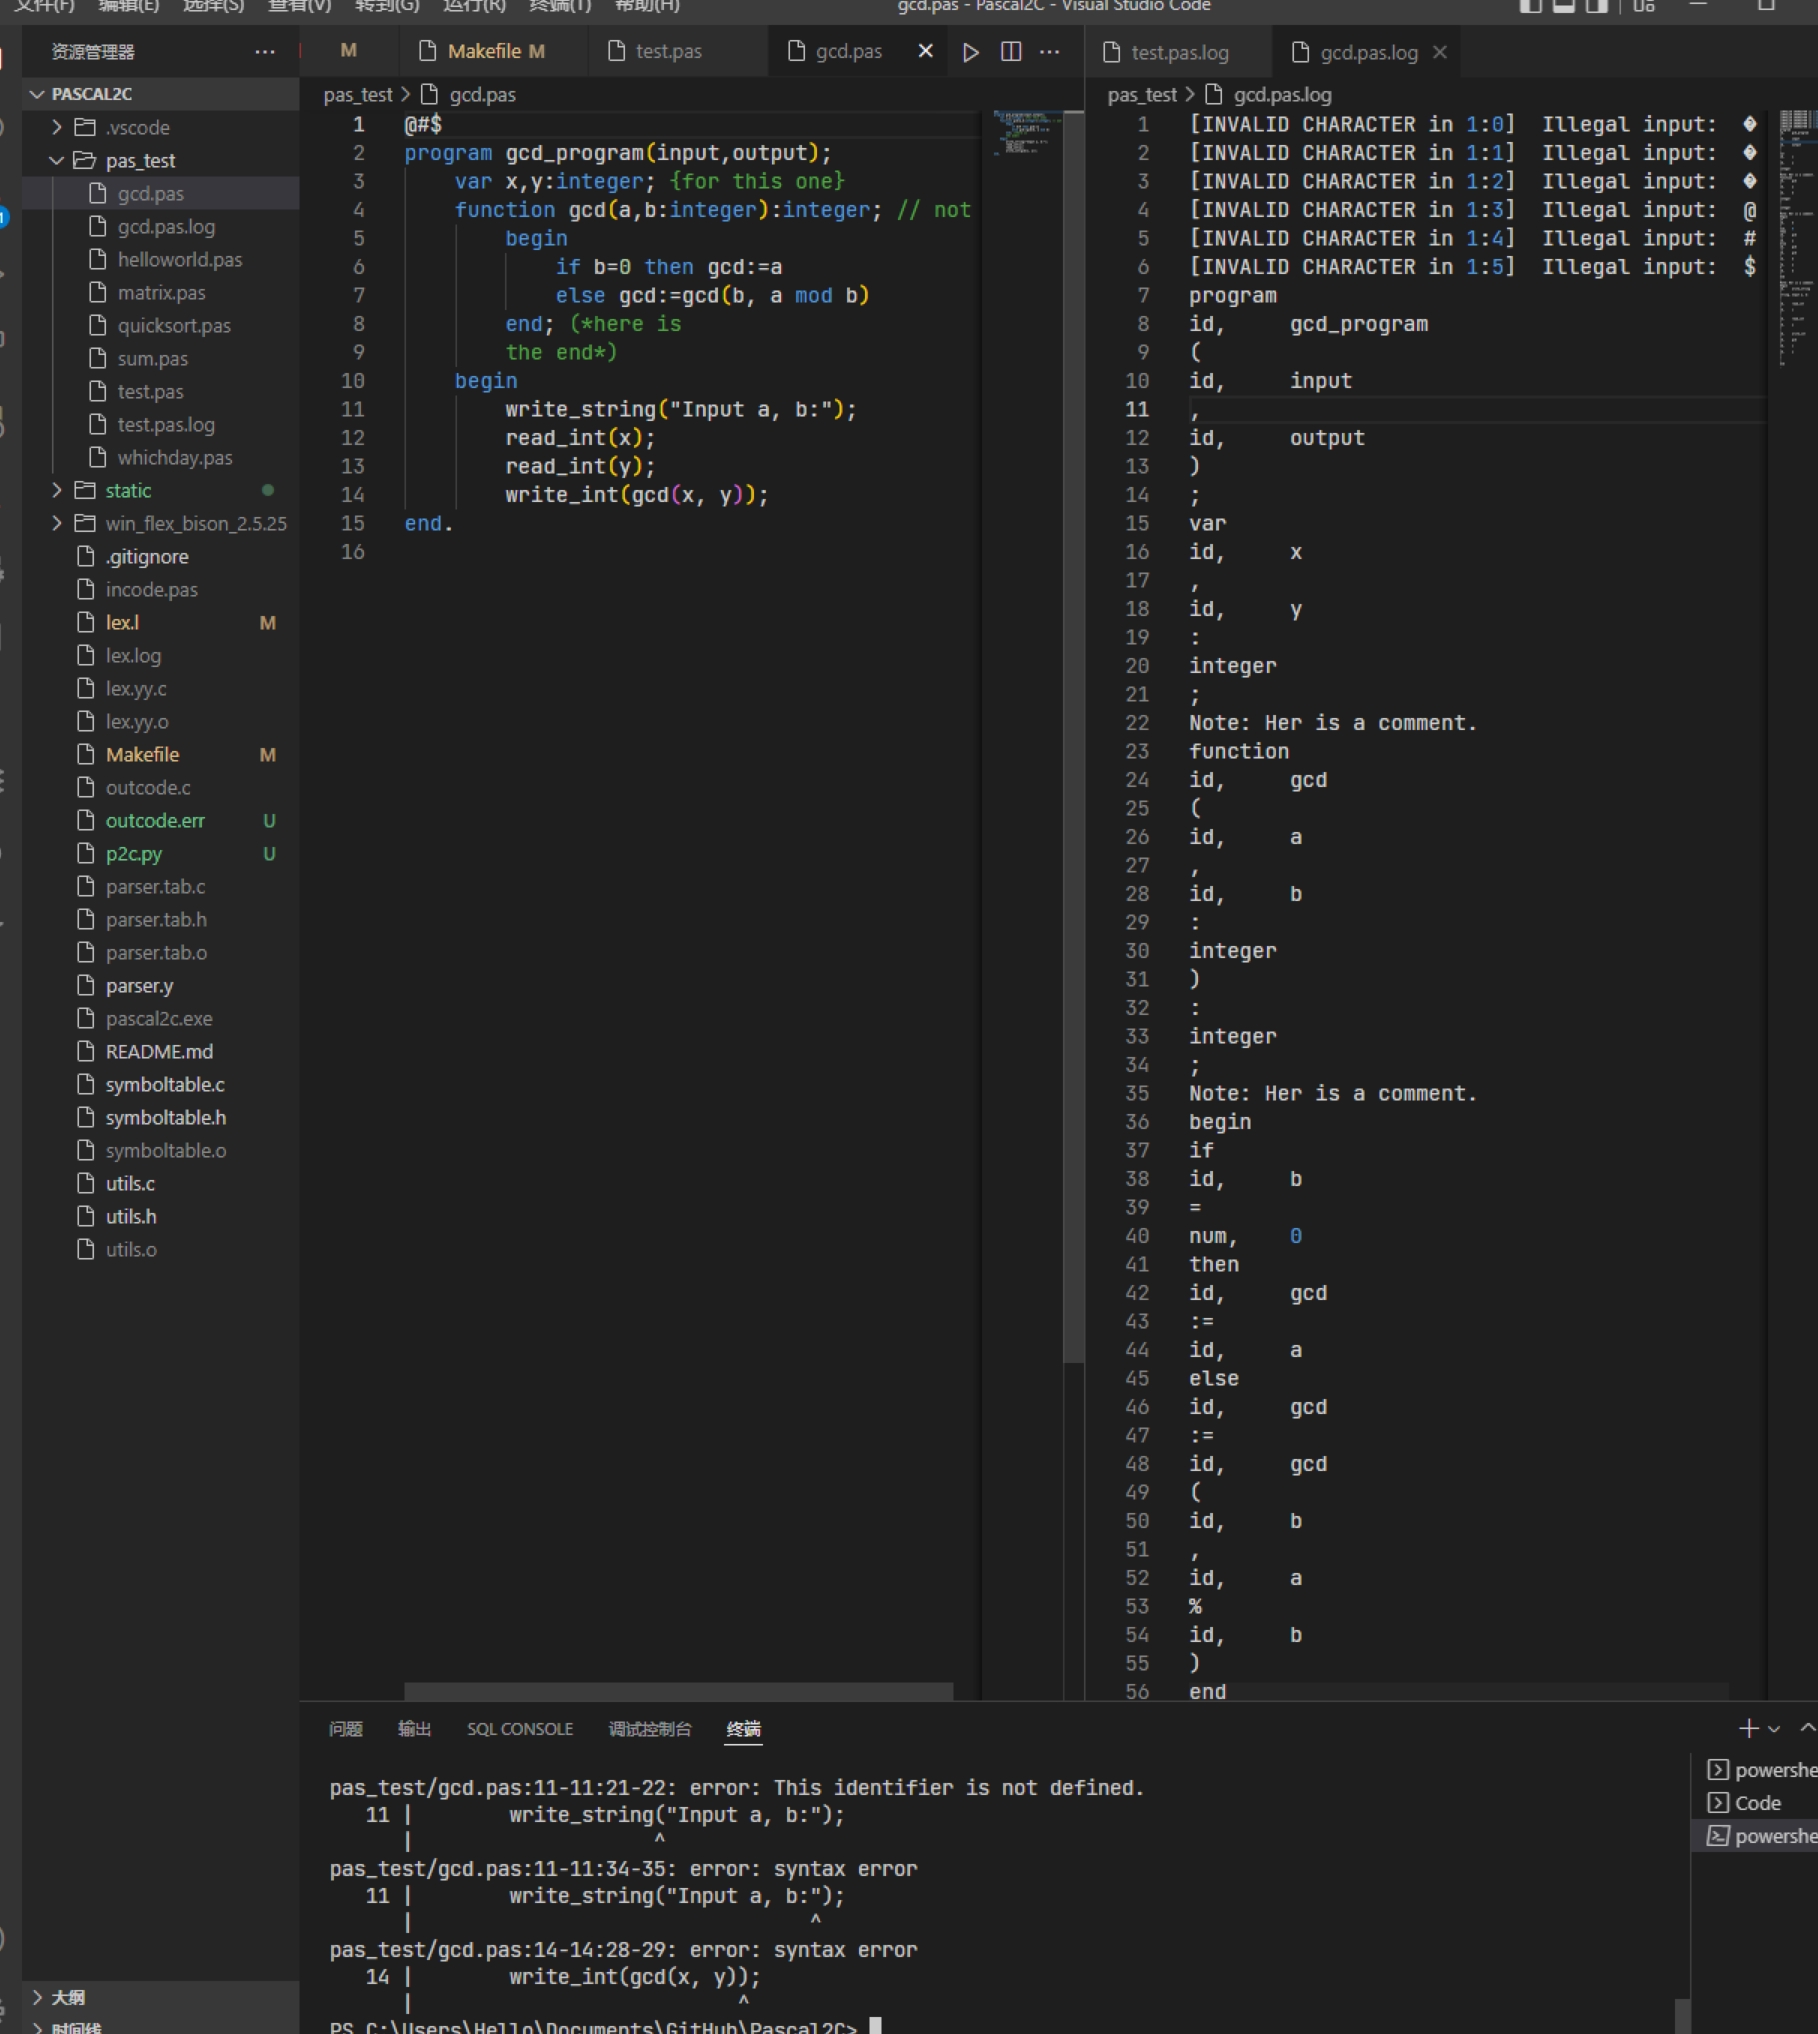 文件(F) 编辑(E) 选择(S) 查看(V) 转到(G) 运行(R) 终端(T) 帮助(H) gcd.pas - Pascal2C - Visual Studio Code
资源管理器
PASCAL2C
.vscode
pas_test
gcd.pas
gcd.pas.log
helloworld.pas
matrix.pas
quicksort.pas
sum.pas
test.pas
test.pas.log
whichday.pas
static
win_flex_bison_2.5.25
.gitignore
incode.pas
lex.l M
lex.log
lex.yy.c
lex.yy.o
Makefile M
outcode.c
outcode.err U
p2c.py U
parser.tab.c
parser.tab.h
parser.tab.o
parser.y
pascal2c.exe
README.md
symboltable.c
symboltable.h
symboltable.o
utils.c
utils.h
utils.o
大纲
时间线
M Makefile M test.pas gcd.pas
pas_test > gcd.pas
1 @#$
2 program gcd_program(input,output);
3 var x,y:integer; {for this one}
4 function gcd(a,b:integer):integer; // not
5 begin
6 if b=0 then gcd:=a
7 else gcd:=gcd(b, a mod b)
8 end; (*here is
9 the end*)
10 begin
11 write_string("Input a, b:");
12 read_int(x);
13 read_int(y);
14 write_int(gcd(x, y));
15 end.
16
test.pas.log gcd.pas.log
pas_test > gcd.pas.log
1 [INVALID CHARACTER in 1:0] Illegal input: �
2 [INVALID CHARACTER in 1:1] Illegal input: �
3 [INVALID CHARACTER in 1:2] Illegal input: �
4 [INVALID CHARACTER in 1:3] Illegal input: @
5 [INVALID CHARACTER in 1:4] Illegal input: #
6 [INVALID CHARACTER in 1:5] Illegal input: $
7 program
8 id, gcd_program
9 (
10 id, input
11 ,
12 id, output
13 )
14 ;
15 var
16 id, x
17 ,
18 id, y
19 :
20 integer
21 ;
22 Note: Her is a comment.
23 function
24 id, gcd
25 (
26 id, a
27 ,
28 id, b
29 :
30 integer
31 )
32 :
33 integer
34 ;
35 Note: Her is a comment.
36 begin
37 if
38 id, b
39 =
40 num, 0
41 then
42 id, gcd
43 :=
44 id, a
45 else
46 id, gcd
47 :=
48 id, gcd
49 (
50 id, b
51 ,
52 id, a
53 %
54 id, b
55 )
56 end
问题 输出 SQL CONSOLE 调试控制台 终端
pas_test/gcd.pas:11-11:21-22: error: This identifier is not defined.
11 | write_string("Input a, b:");
| ^
pas_test/gcd.pas:11-11:34-35: error: syntax error
11 | write_string("Input a, b:");
| ^
pas_test/gcd.pas:14-14:28-29: error: syntax error
14 | write_int(gcd(x, y));
| ^
PS C:\Users\Hello\Documents\GitHub\Pascal2C>
powershe
Code
powershe